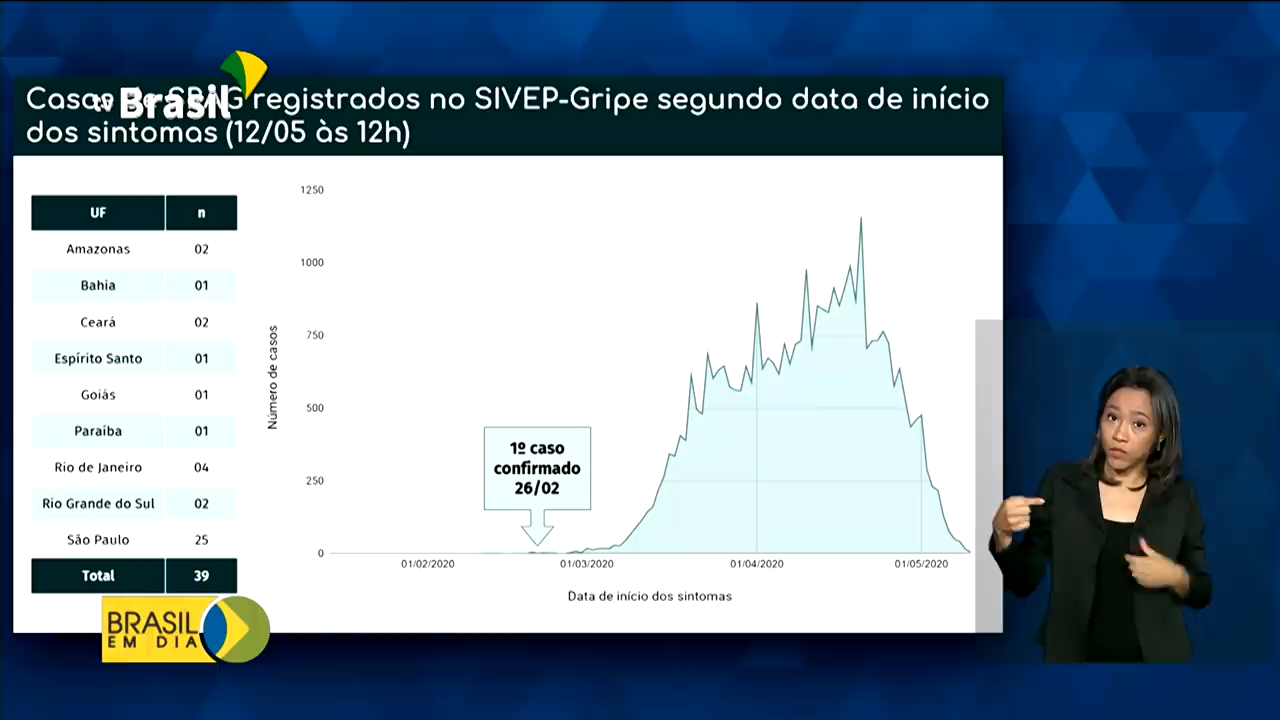 tv Brasil
Casos registrados no SIVEP-Gripe segundo data de início
dos sintomas (12/05 às 12h)
UF n
Amazonas 02
Bahia 01
Ceará 02
Espírito Santo 01
Goiás 01
Paraíba 01
Rio de Janeiro 04
Rio Grande do Sul 02
São Paulo 25
Total 39
Número de casos
1250
1000
750
500
250
0
1º caso
confirmado
26/02
01/02/2020 01/03/2020 01/04/2020 01/05/2020
Data de início dos sintomas
BRASIL
EM DIA